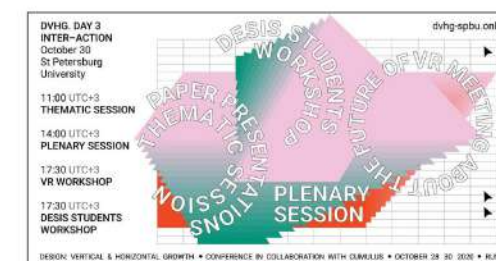 DVHG. DAY 3
INTER–ACTION
October 30
St Petersburg
University
dvhg-spbu.onl
11:00 UTC+3
THEMATIC SESSION
14:00 UTC+3
PLENARY SESSION
17:30 UTC+3
VR WORKSHOP
17:30 UTC+3
DESIS STUDENTS
WORKSHOP
DESIS STUDENTS
WORKSHOP
PAPER PRESENTATIONS
THEMATIC SESSION
MEETING ABOUT
THE FUTURE OF VR
PLENARY
SESSION
DESIGN: VERTICAL & HORIZONTAL GROWTH • CONFERENCE IN COLLABORATION WITH CUMULUS • OCTOBER 28 30 2020 • RUS